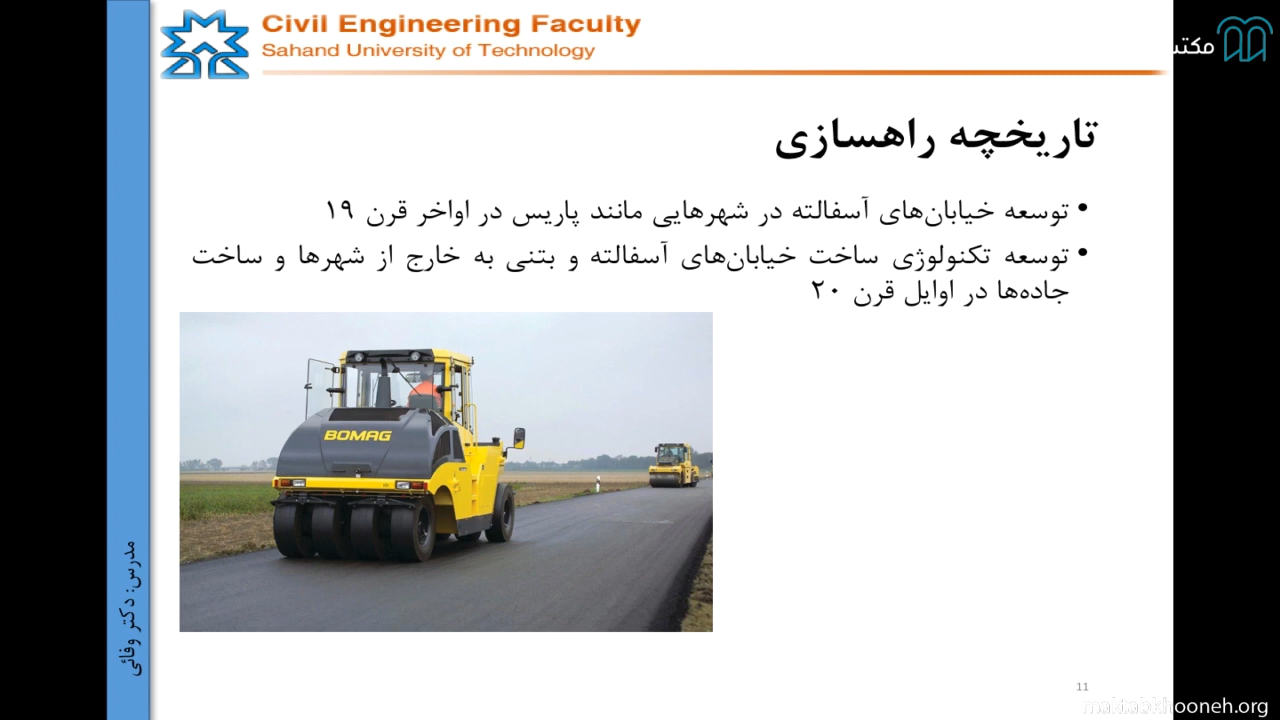 Civil Engineering Faculty
Sahand University of Technology
مکتب
تاریخچه راهسازی
• توسعه خیابان‌های آسفالته در شهرهایی مانند پاریس در اواخر قرن ۱۹
• توسعه تکنولوژی ساخت خیابان‌های آسفالته و بتنی به خارج از شهرها و ساخت
جاده‌ها در اوایل قرن ۲۰
BOMAG
مدرس: دکتر وفائی
11
maktabkhooneh.org